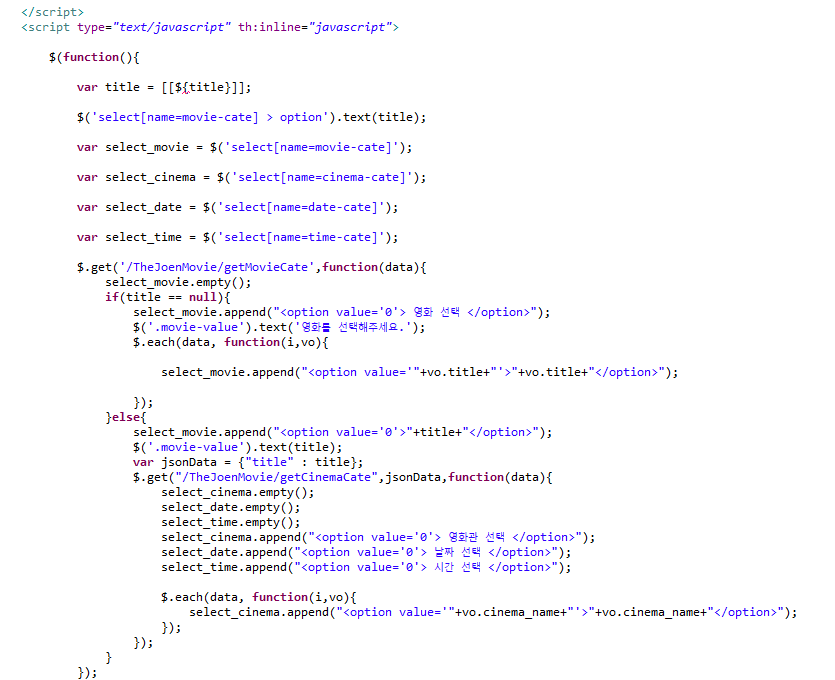 </script>
<script type="text/javascript" th:inline="javascript">
$(function(){
var title = [[${title}]];
$('select[name=movie-cate] > option').text(title);
var select_movie = $('select[name=movie-cate]');
var select_cinema = $('select[name=cinema-cate]');
var select_date = $('select[name=date-cate]');
var select_time = $('select[name=time-cate]');
$.get('/TheJoenMovie/getMovieCate',function(data){
select_movie.empty();
if(title == null){
select_movie.append("<option value='0'> 영화 선택 </option>");
$('.movie-value').text('영화를 선택해주세요.');
$.each(data, function(i,vo){
select_movie.append("<option value='"+vo.title+"'>"+vo.title+"</option>");
});
}else{
select_movie.append("<option value='0'>"+title+"</option>");
$('.movie-value').text(title);
var jsonData = {"title" : title};
$.get("/TheJoenMovie/getCinemaCate",jsonData,function(data){
select_cinema.empty();
select_date.empty();
select_time.empty();
select_cinema.append("<option value='0'> 영화관 선택 </option>");
select_date.append("<option value='0'> 날짜 선택 </option>");
select_time.append("<option value='0'> 시간 선택 </option>");
$.each(data, function(i,vo){
select_cinema.append("<option value='"+vo.cinema_name+"'>"+vo.cinema_name+"</option>");
});
});
}
});